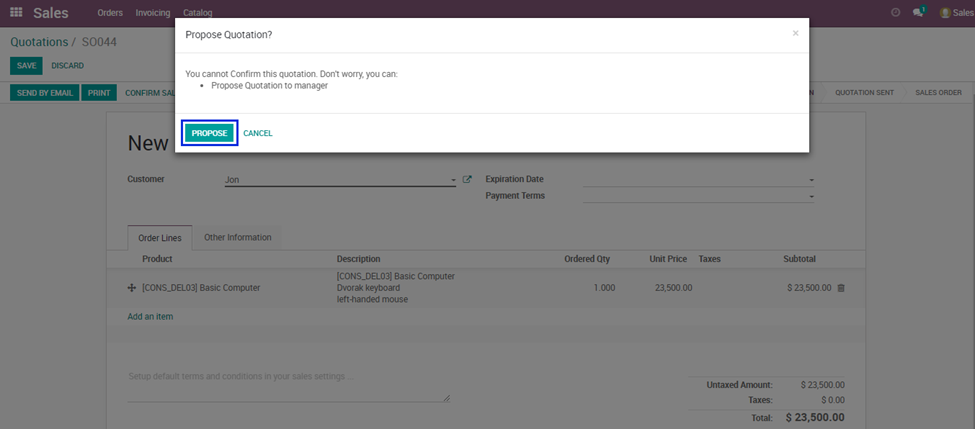 Sales Orders Invoicing Catalog 1 Sales
Quotations / SO044
SAVE DISCARD
SEND BY EMAIL PRINT CONFIRM SAL QUOTATION SENT SALES ORDER
Propose Quotation? ×
You cannot Confirm this quotation. Don't worry, you can:
• Propose Quotation to manager
PROPOSE CANCEL
New
Customer Jon Expiration Date
Payment Terms
Order Lines Other Information
Product Description Ordered Qty Unit Price Taxes Subtotal
[CONS_DEL03] Basic Computer
[CONS_DEL03] Basic Computer Dvorak keyboard 1.000 23,500.00 $ 23,500.00
left-handed mouse
Add an item
Setup default terms and conditions in your sales settings ...
Untaxed Amount: $ 23,500.00
Taxes: $ 0.00
Total: $ 23,500.00